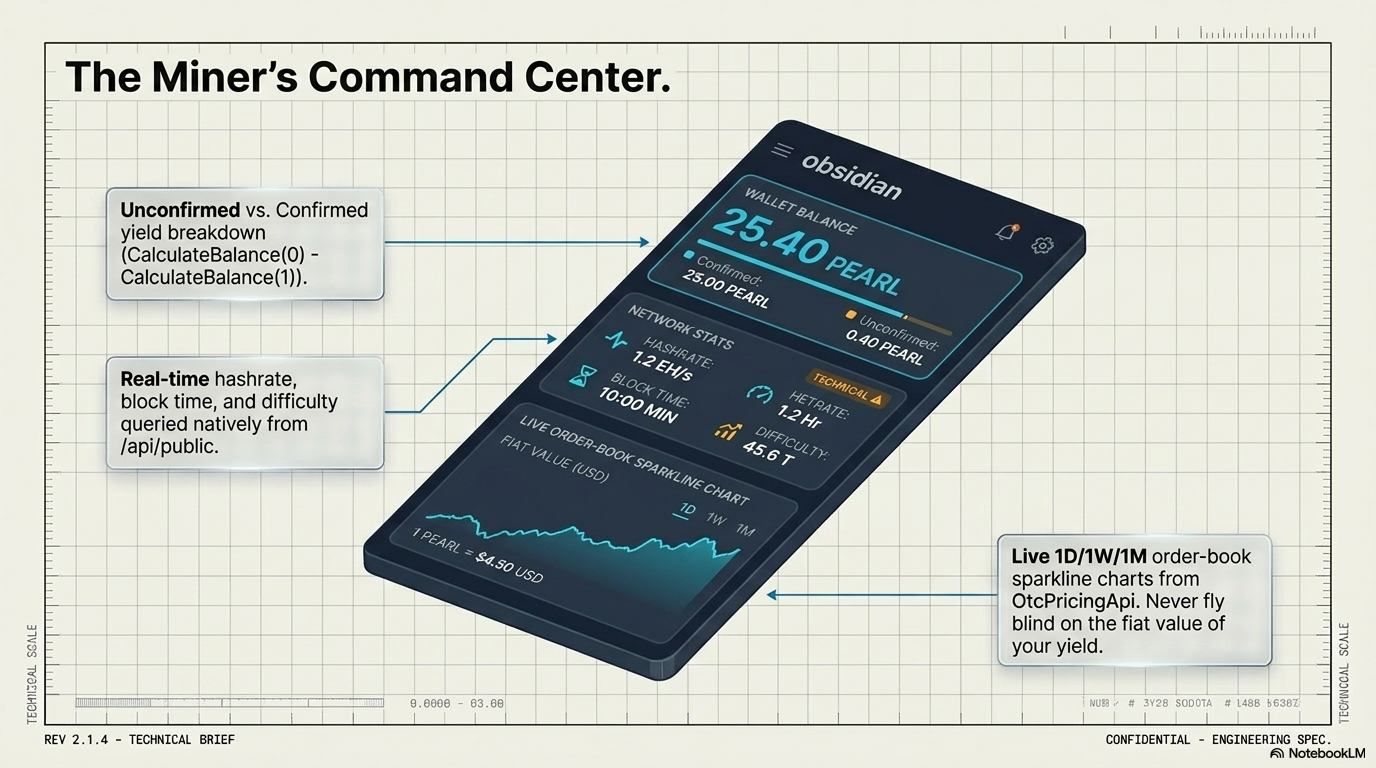 The Miner's Command Center.
Unconfirmed vs. Confirmed
yield breakdown
(CalculateBalance(0) -
CalculateBalance(1)).
Real-time hashrate,
block time, and difficulty
queried natively from
/api/public.
obsidian
WALLET BALANCE
25.40 PEARL
Confirmed:
25.00 PEARL
Unconfirmed:
0.40 PEARL
NETWORK STATS
TECHNICAL
HASHRATE:
1.2 EH/s
HETRATE:
1.2 Hr
BLOCK TIME:
10:00 MIN
DIFFICULTY:
45.6 T
LIVE ORDER-BOOK SPARKLINE CHART
FIAT VALUE (USD)
1D 1W 1M
1 PEARL = $4.50 USD
Live 1D/1W/1M order-book
sparkline charts from
OtcPricingApi. Never fly
blind on the fiat value of
your yield.
SCALE
SCALE
0.0000 - 03.00
REV 2.1.4 - TECHNICAL BRIEF
CONFIDENTIAL - ENGINEERING SPEC.
NotebookLM